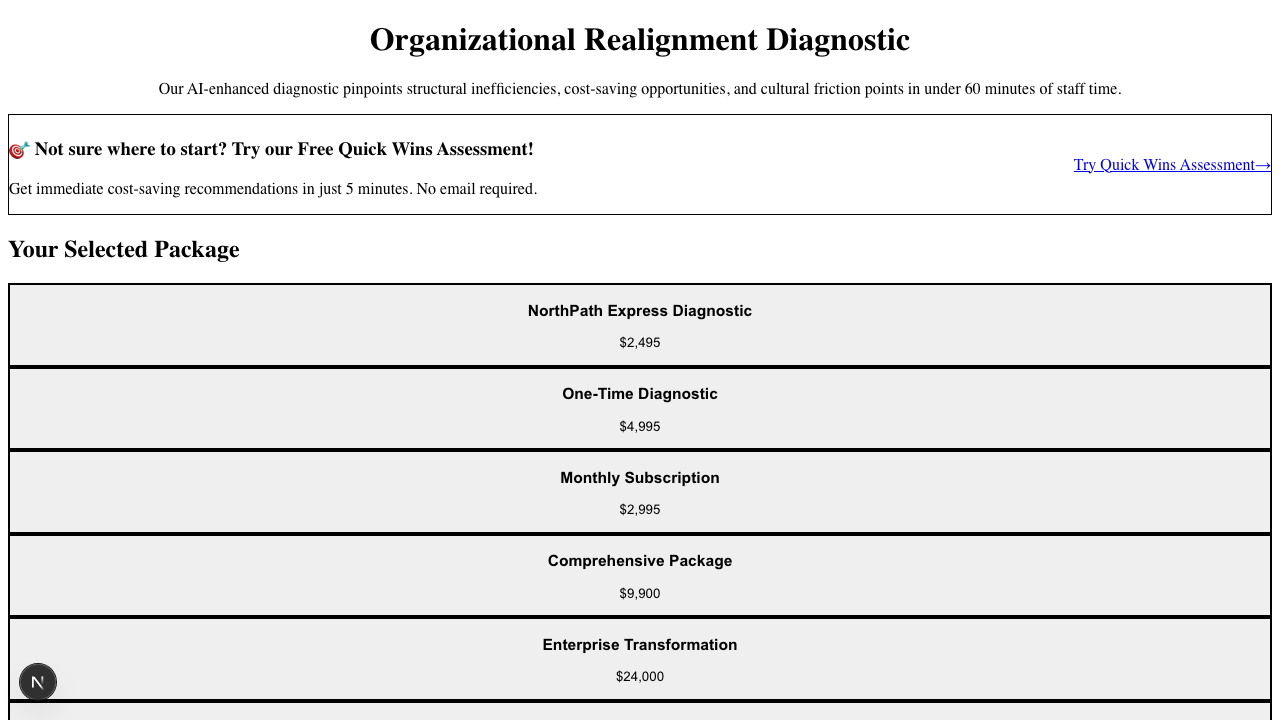 Organizational Realignment Diagnostic
Our AI-enhanced diagnostic pinpoints structural inefficiencies, cost-saving opportunities, and cultural friction points in under 60 minutes of staff time.
🎯 Not sure where to start? Try our Free Quick Wins Assessment!
Get immediate cost-saving recommendations in just 5 minutes. No email required.
Try Quick Wins Assessment→
Your Selected Package
NorthPath Express Diagnostic
$2,495
One-Time Diagnostic
$4,995
Monthly Subscription
$2,995
Comprehensive Package
$9,900
Enterprise Transformation
$24,000
N